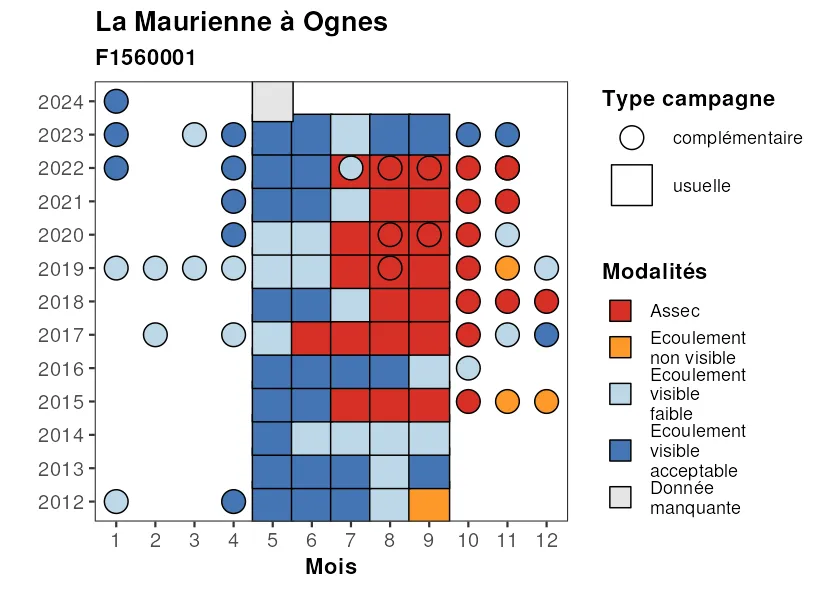 La Maurienne à Ognes
F1560001
2024
2023
2022
2021
2020
2019
2018
2017
2016
2015
2014
2013
2012
1 2 3 4 5 6 7 8 9 10 11 12
Mois
Type campagne
complémentaire
usuelle
Modalités
Assec
Ecoulement
non visible
Ecoulement
visible
faible
Ecoulement
visible
acceptable
Donnée
manquante